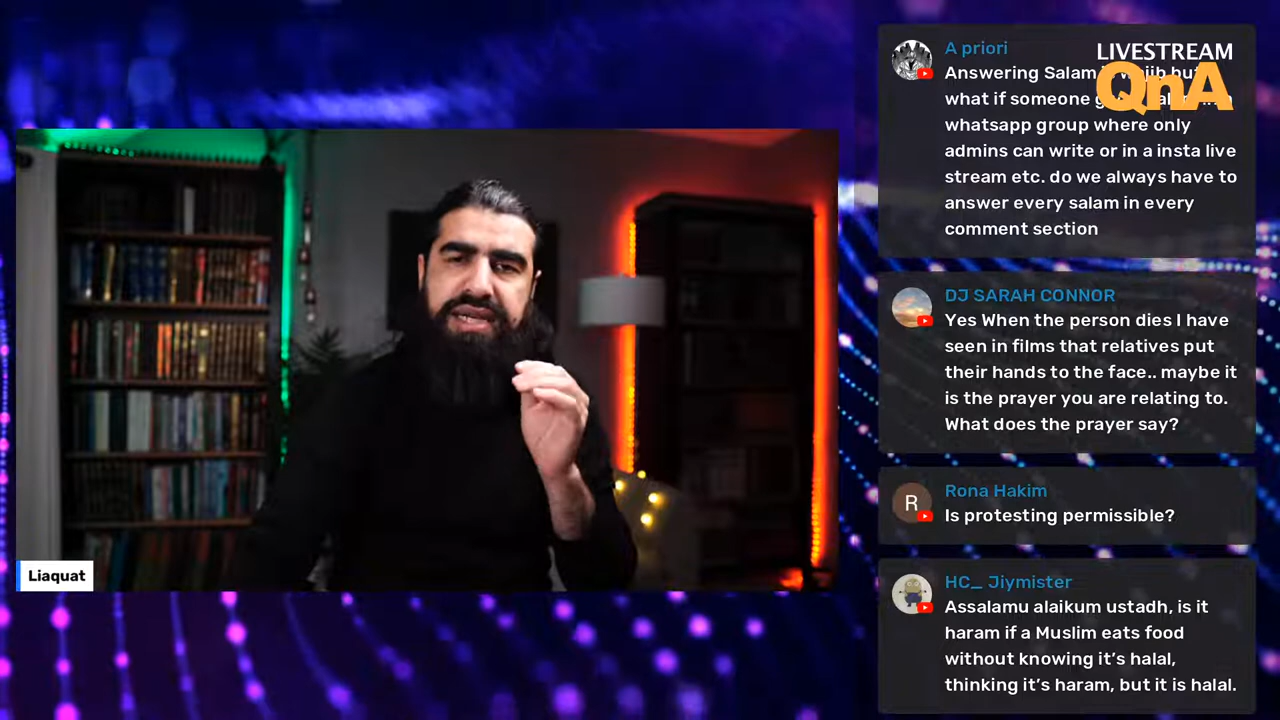 A priori
LIVESTREAM
QnA
Answering Salam
what if someone
whatsapp group where only
admins can write or in a insta live
stream etc. do we always have to
answer every salam in every
comment section
DJ SARAH CONNOR
Yes When the person dies I have
seen in films that relatives put
their hands to the face.. maybe it
is the prayer you are relating to.
What does the prayer say?
R
Rona Hakim
Is protesting permissible?
HC_ Jiymister
Assalamu alaikum ustadh, is it
haram if a Muslim eats food
without knowing it's halal,
thinking it's haram, but it is halal.
Liaquat